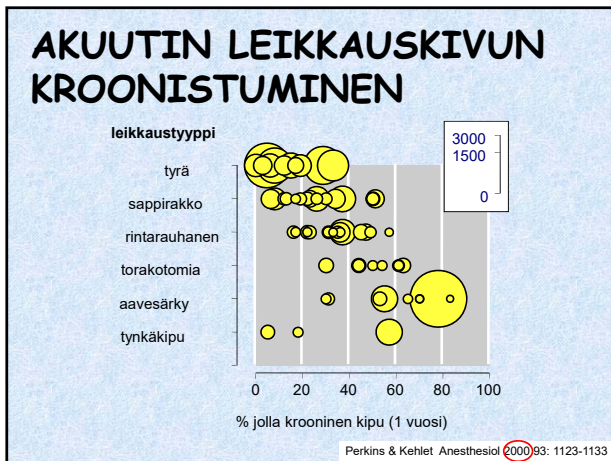 AKUUTIN LEIKKAUSKIVUN
KROONISTUMINEN
leikkaustyyppi
3000
1500
0
tyrä
sappirakko
rintarauhanen
torakotomia
aavesärky
tynkäkipu
0 20 40 60 80 100
% jolla krooninen kipu (1 vuosi)
Perkins & Kehlet Anesthesiol 2000 93: 1123-1133